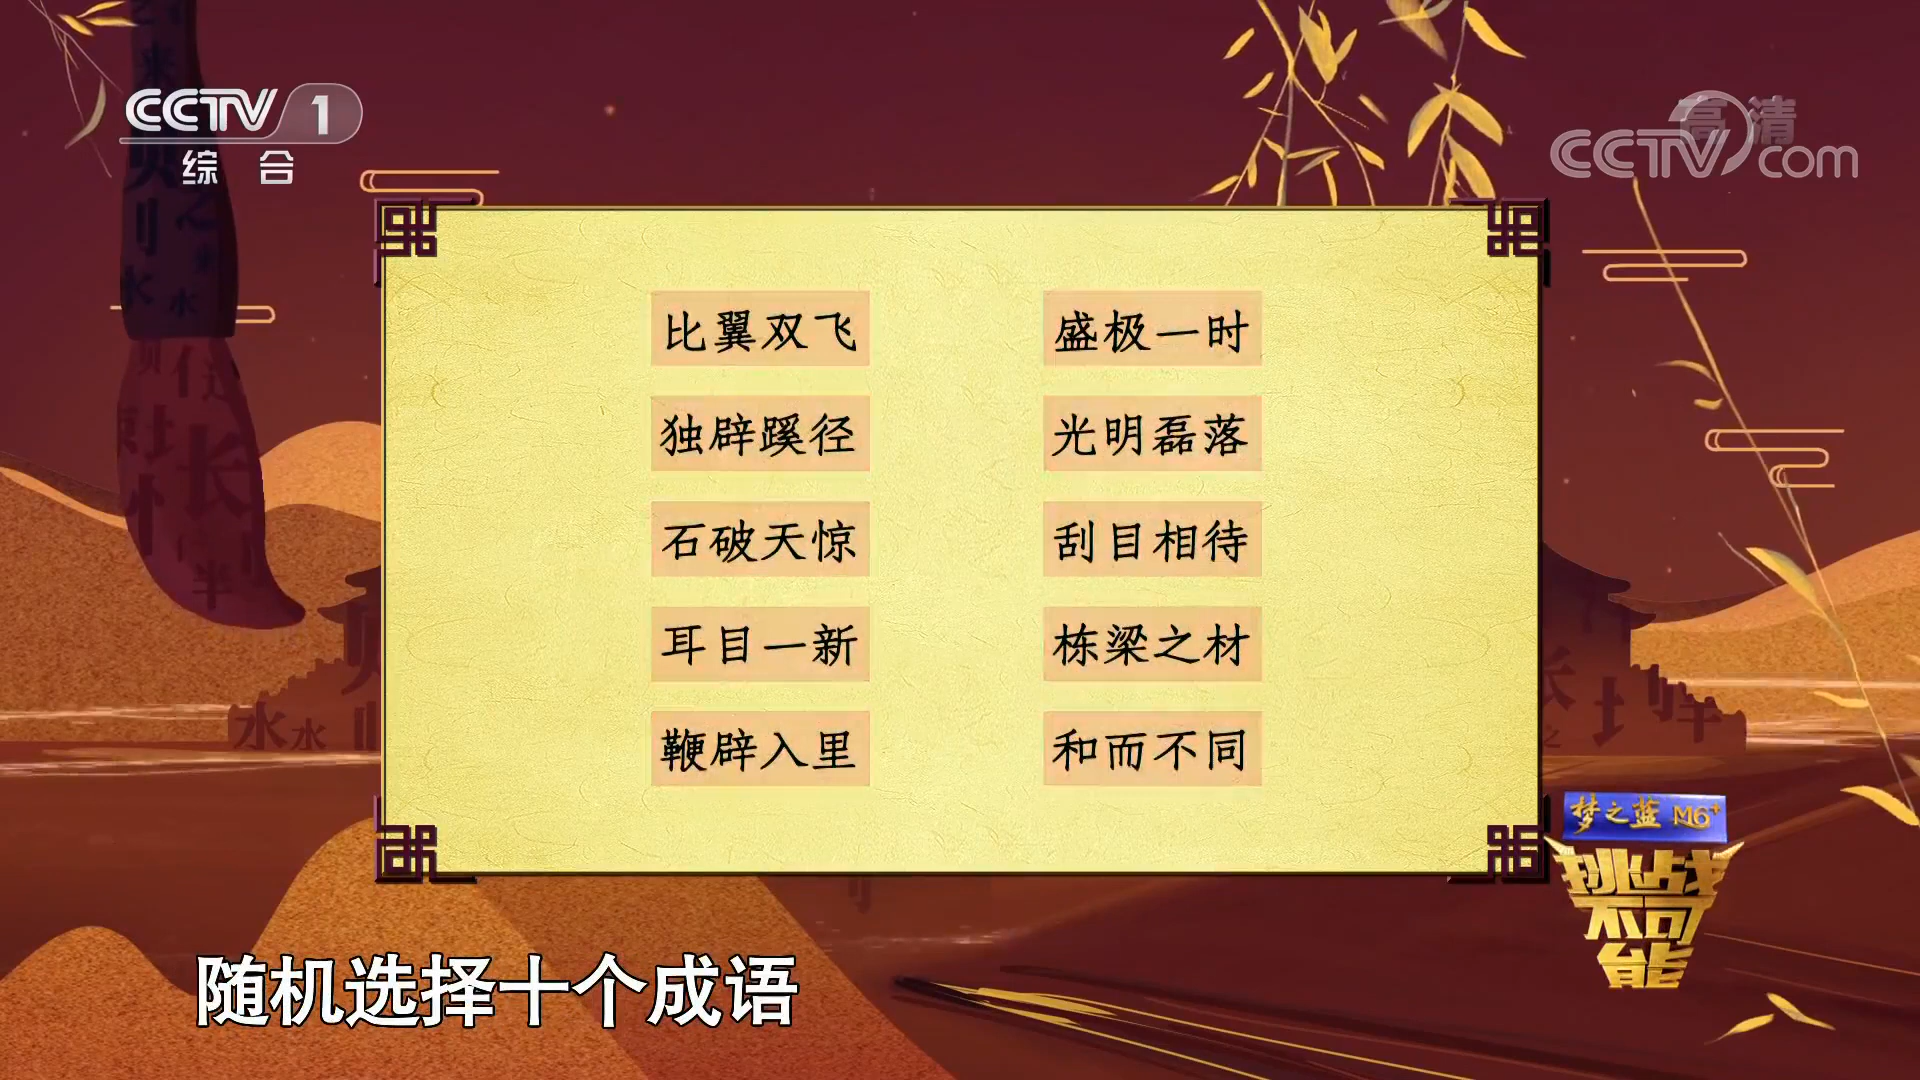 CCTV 1
综合
高清
CCTV.com
比翼双飞 盛极一时
独辟蹊径 光明磊落
石破天惊 刮目相待
耳目一新 栋梁之材
鞭辟入里 和而不同
梦之蓝 M6+
挑战
不可
能
随机选择十个成语